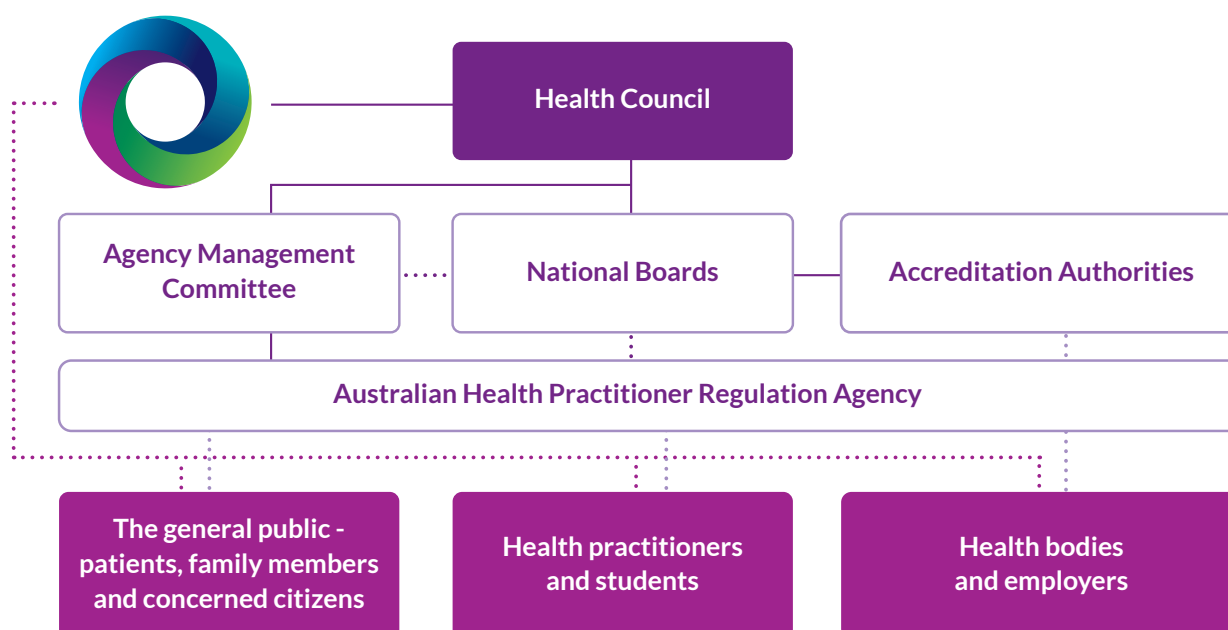 Health Council
Agency Management
Committee
National Boards
Accreditation Authorities
Australian Health Practitioner Regulation Agency
The general public -
patients, family members
and concerned citizens
Health practitioners
and students
Health bodies
and employers